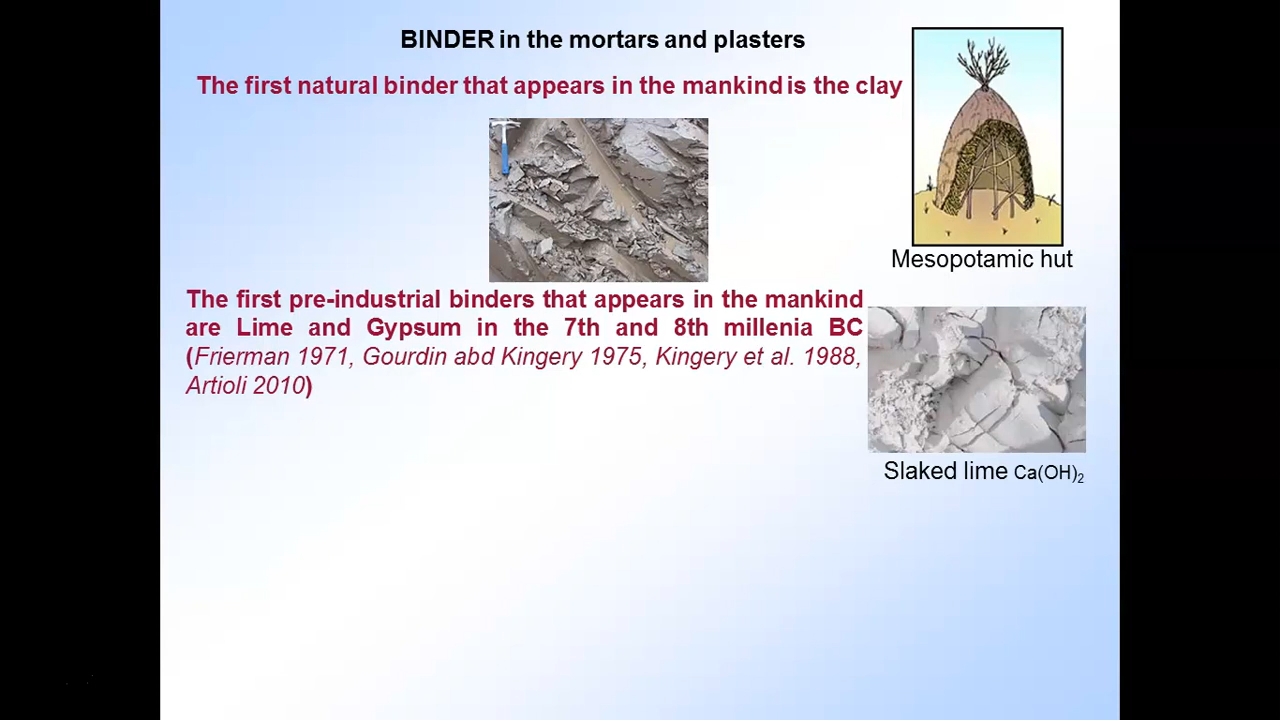 BINDER in the mortars and plasters
The first natural binder that appears in the mankind is the clay
Mesopotamic hut
The first pre-industrial binders that appears in the mankind
are Lime and Gypsum in the 7th and 8th millenia BC
(Frierman 1971, Gourdin abd Kingery 1975, Kingery et al. 1988,
Artioli 2010)
Slaked lime Ca(OH)₂